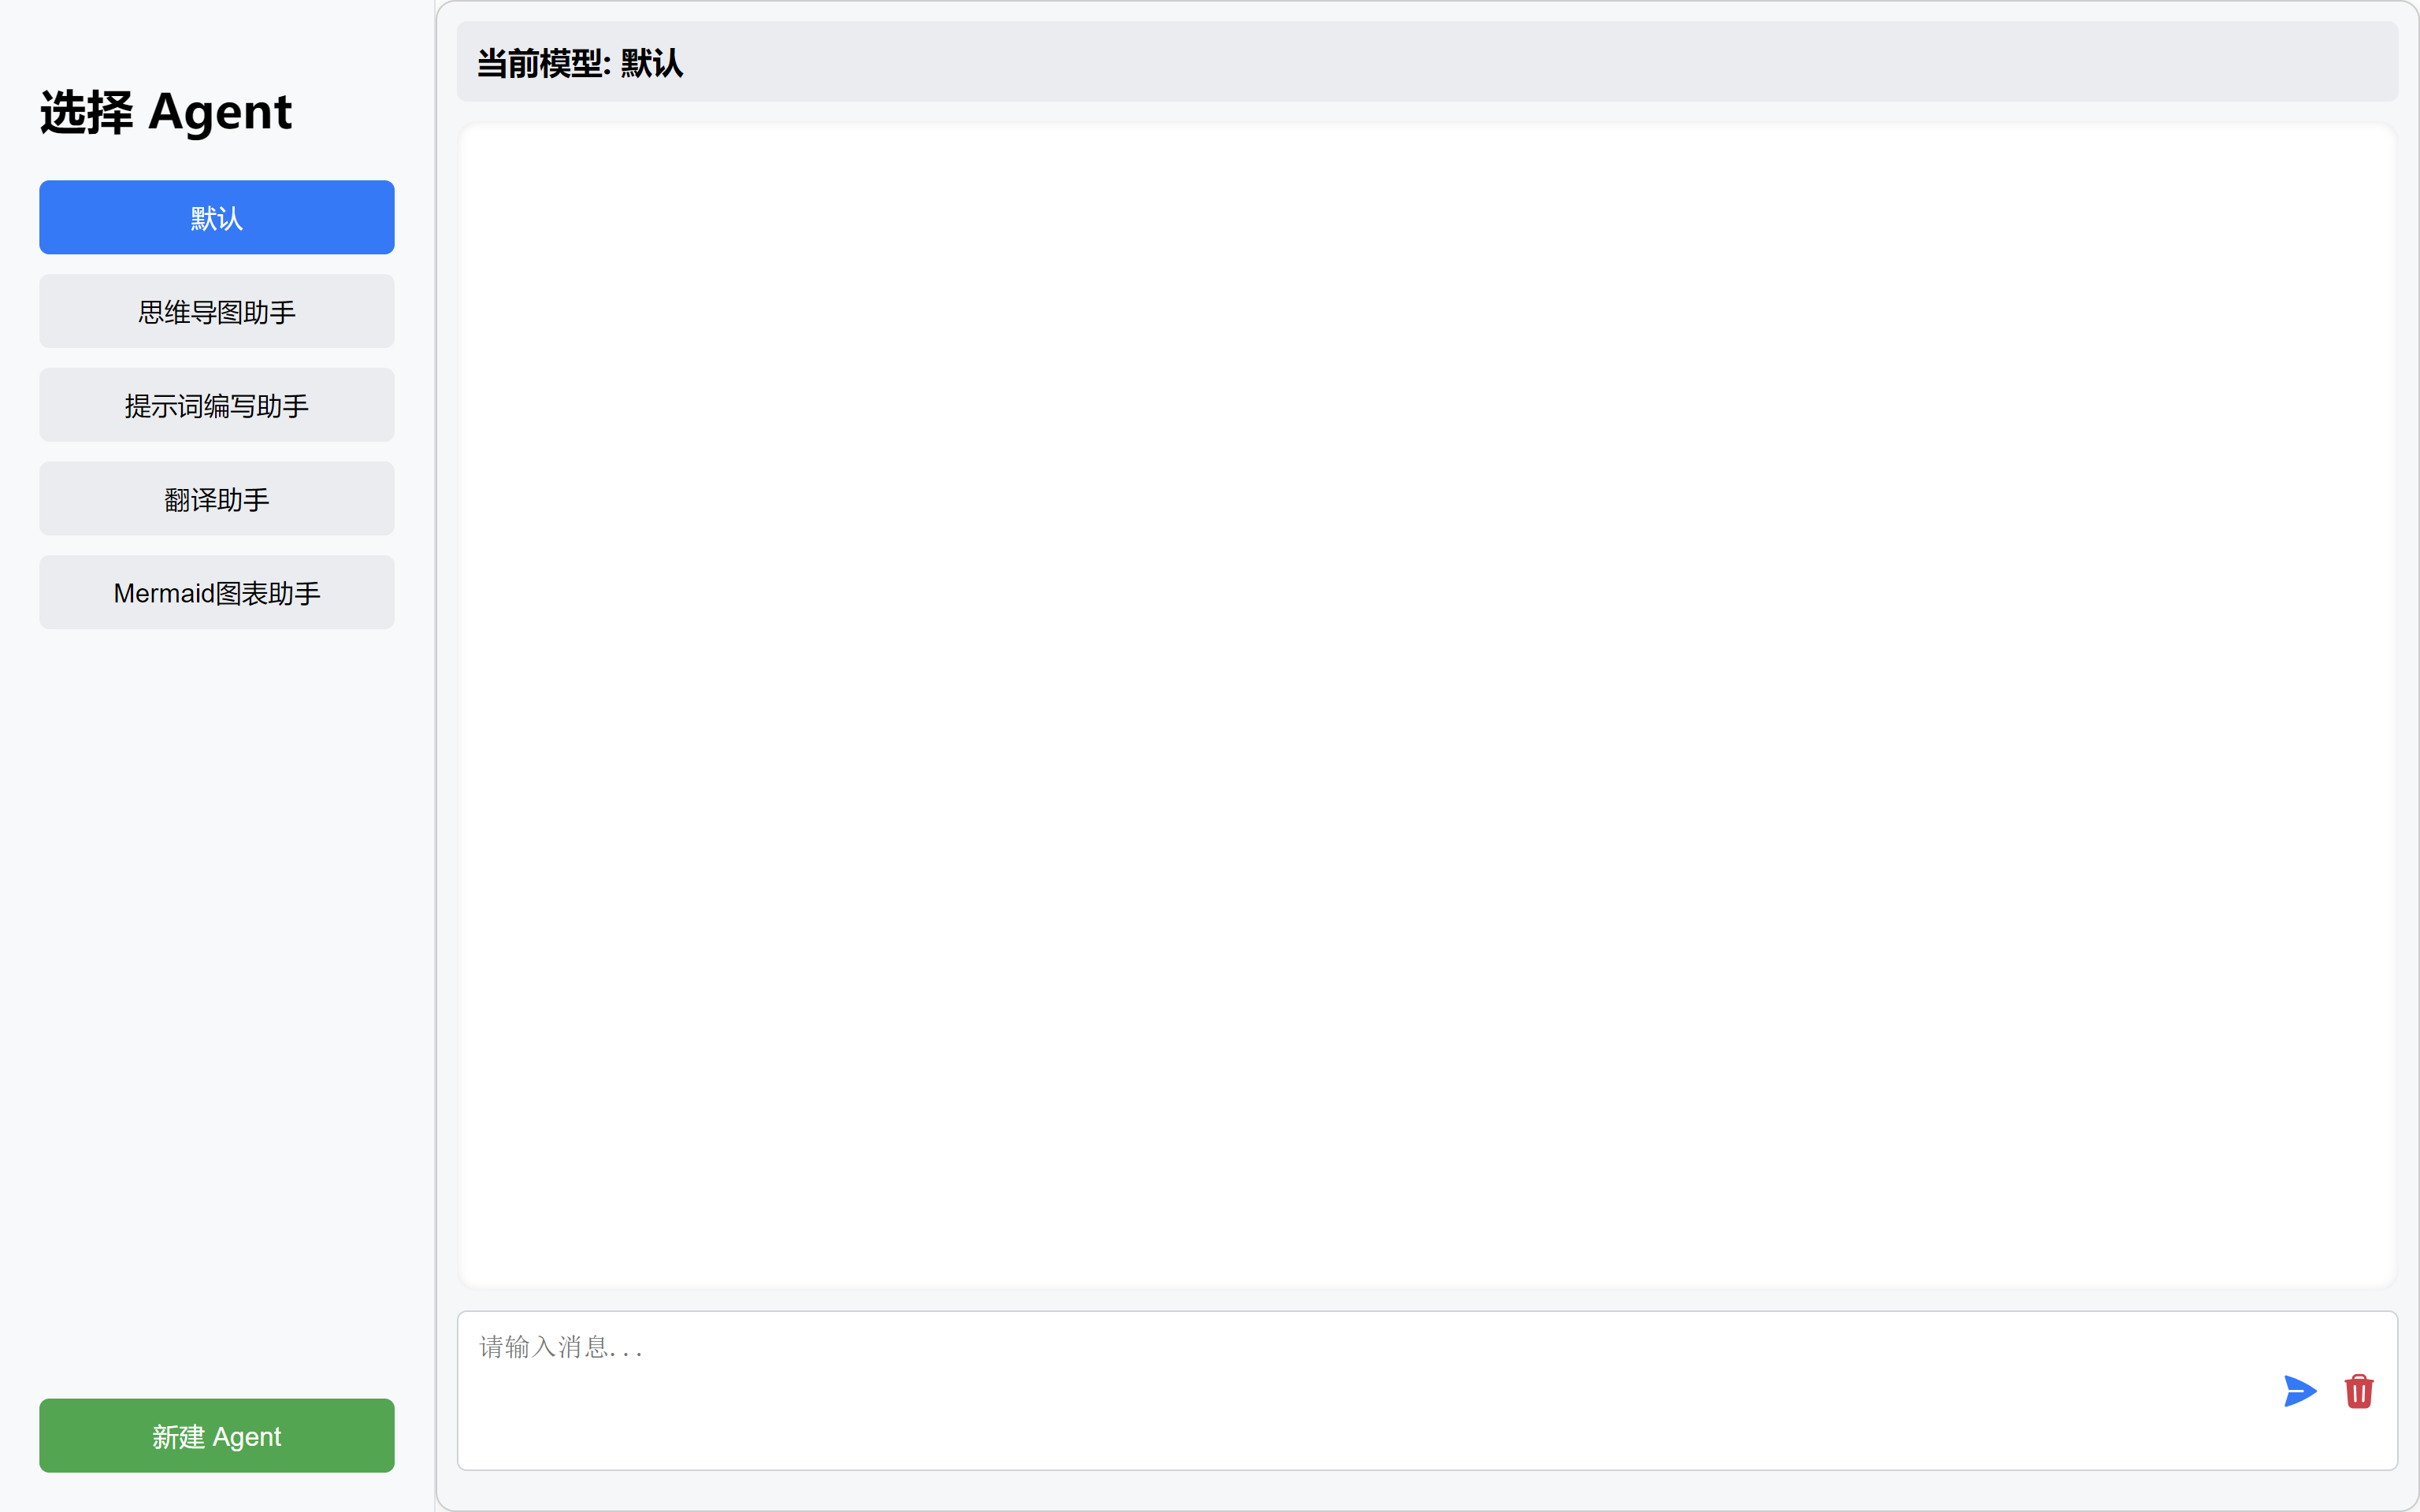 选择 Agent
默认
思维导图助手
提示词编写助手
翻译助手
Mermaid图表助手
新建 Agent
当前模型: 默认
请输入消息...